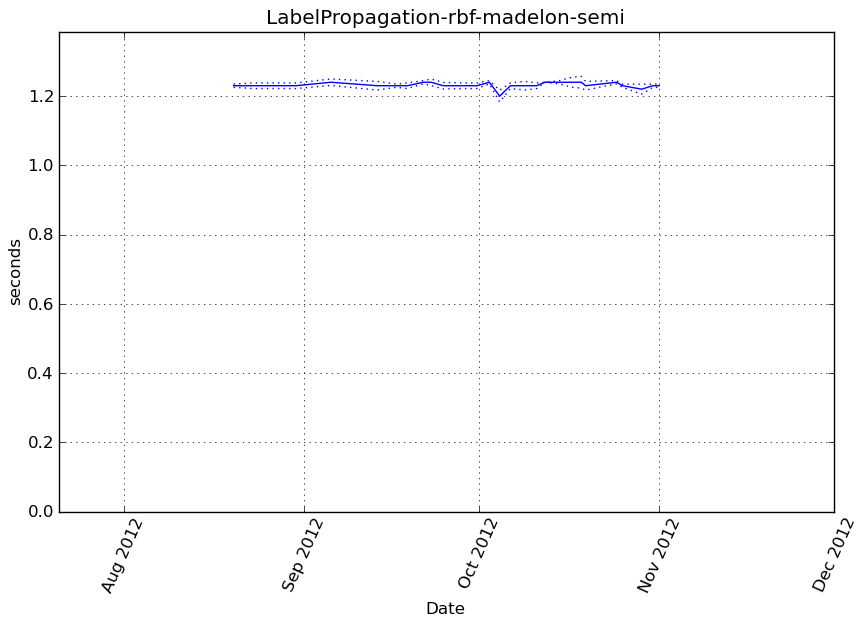 LabelPropagation-rbf-madelon-semi
1.2
1.0
0.8
0.6
0.4
0.2
0.0
seconds
Aug 2012
Sep 2012
Oct 2012
Nov 2012
Dec 2012
Date